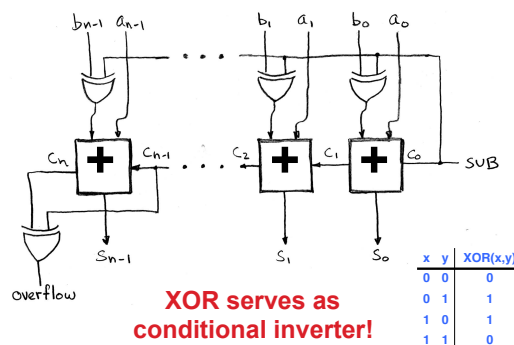 bn-1 an-1 b1 a1 b0 a0
+ + +
cn cn-1 c2 c1 c0 SUB
sn-1 s1 s0
overflow
XOR serves as
conditional inverter!
x y XOR(x,y)
0 0 0
0 1 1
1 0 1
1 1 0